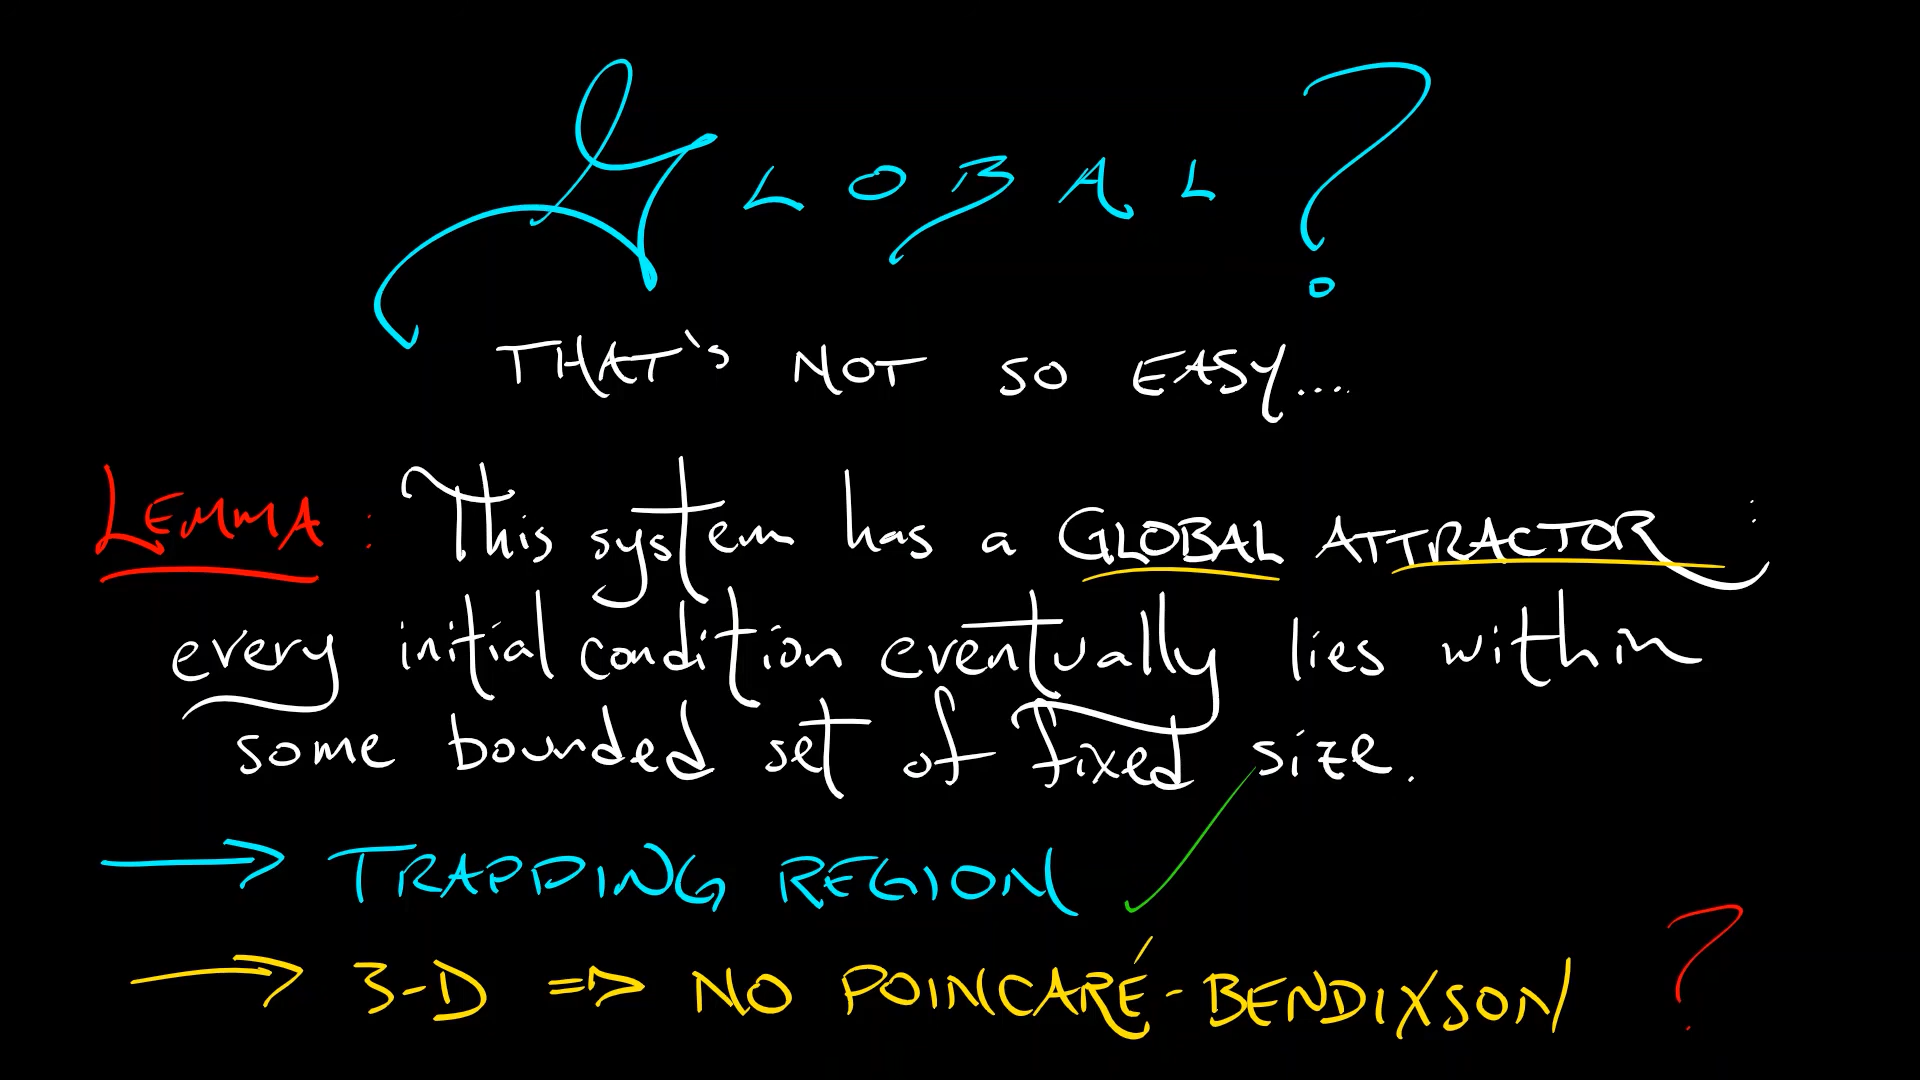 GLOBAL?
THAT'S NOT SO EASY....
LEMMA: This system has a GLOBAL ATTRACTOR:
every initial condition eventually lies within
some bounded set of fixed size.
→ TRAPPING REGION ✓
→ 3-D ⇒ NO POINCARÉ-BENDIXSON ?